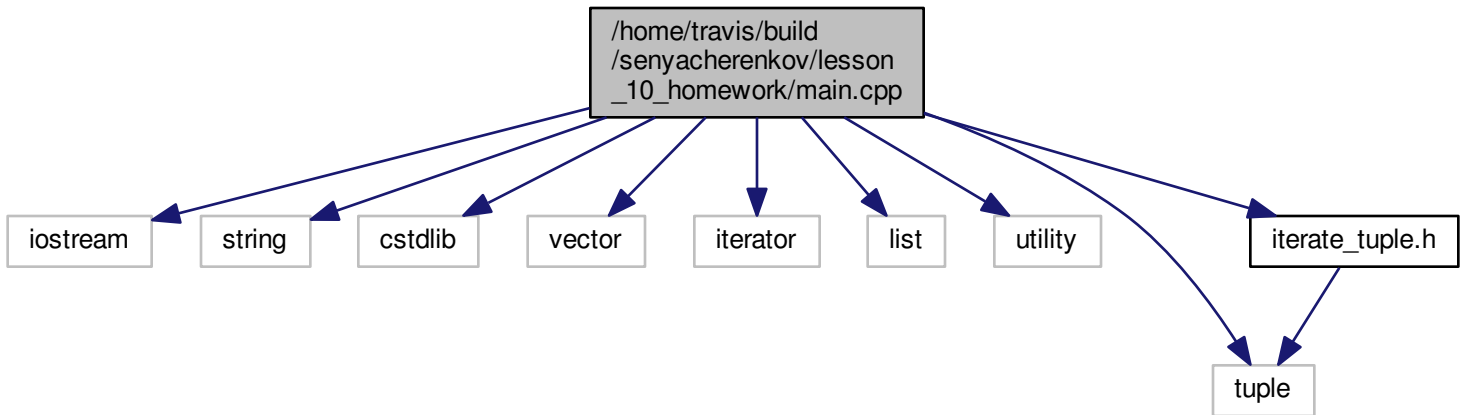 /home/travis/build
/senyacherenkov/lesson
_10_homework/main.cpp
iostream
string
cstdlib
vector
iterator
list
utility
iterate_tuple.h
tuple